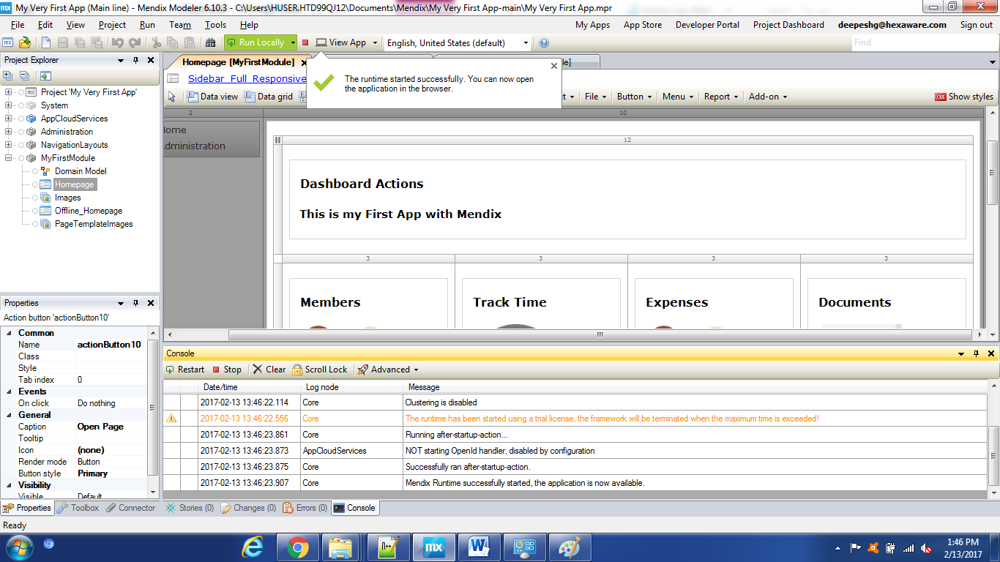 My Very First App (Main line) - Mendix Modeler 6.10.3 - C:\Users\HUSER.HTD99QJ12\Documents\Mendix\My Very First App-main\My Very First App.mpr
File Edit View Project Run Team Tools Help My Apps App Store Developer Portal Project Dashboard deepeshg@hexaware.com Sign out
Run Locally View App English, United States (default) Find
Project Explorer
Homepage [MyFirstModule]
le]
Sidebar_Full_Responsive
The runtime started successfully. You can now open
the application in the browser.
Data view Data grid File Button Menu Report Add-on Show styles
Project 'My Very First App'
System
AppCloudServices
Administration
NavigationLayouts
MyFirstModule
Domain Model
Homepage
Images
Offline_Homepage
PageTemplateImages
2 10
ome
dministration
12
Dashboard Actions
This is my First App with Mendix
3 3 3 3
Members Track Time Expenses Documents
Properties
Action button 'actionButton10'
Common
Name actionButton10
Class
Style
Tab index 0
Events
On click Do nothing
General
Caption Open Page
Tooltip
Icon (none)
Render mode Button
Button style Primary
Visibility
Visible Default
Console
Restart Stop Clear Scroll Lock Advanced
Date/time Log node Message
2017-02-13 13:46:22.114 Core Clustering is disabled
2017-02-13 13:46:22.556 Core The runtime has been started using a trial license, the framework will be terminated when the maximum time is exceeded!
2017-02-13 13:46:23.861 Core Running after-startup-action...
2017-02-13 13:46:23.873 AppCloudServices NOT starting OpenId handler, disabled by configuration
2017-02-13 13:46:23.875 Core Successfully ran after-startup-action.
2017-02-13 13:46:23.907 Core Mendix Runtime successfully started, the application is now available.
Properties Toolbox Connector Stories (0) Changes (0) Errors (0) Console
Ready
1:46 PM
2/13/2017